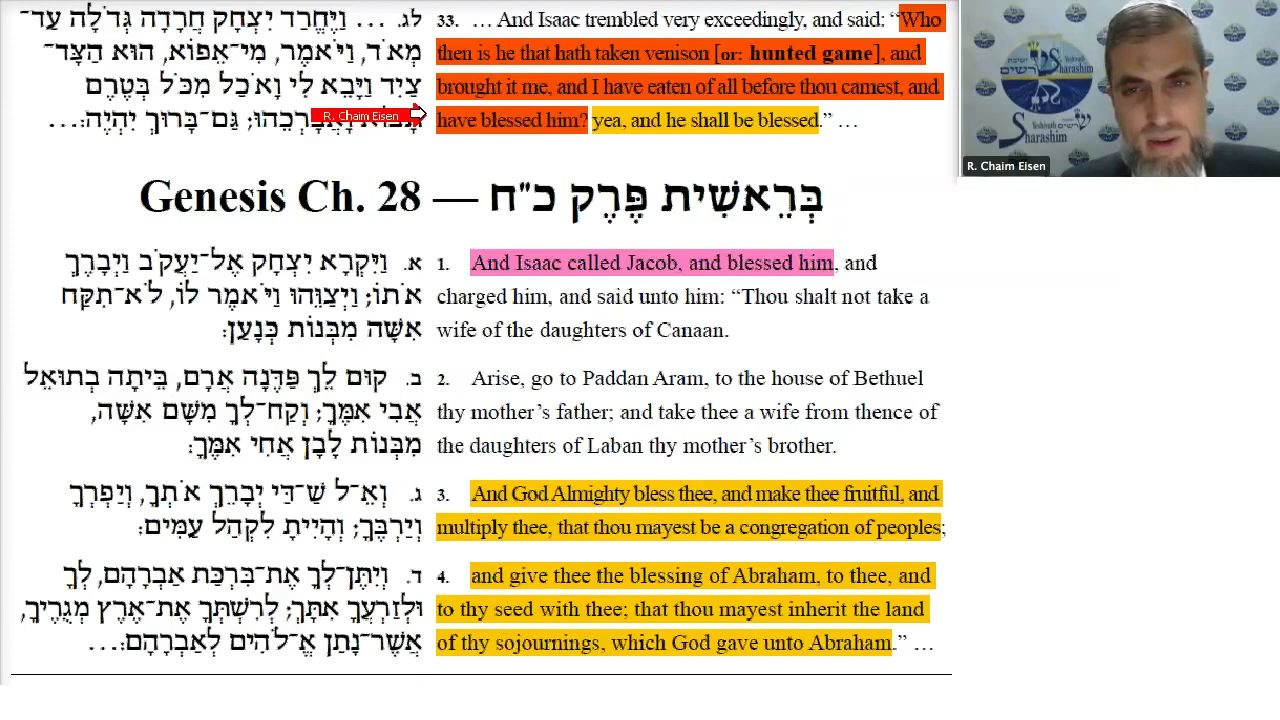 לג. ... וַיֶּחֱרַד יִצְחָק חֲרָדָה גְּדֹלָה עַד־
מְאֹד, וַיֹּאמֶר, מִי־אֵפוֹא, הוּא הַצָּד־
צַיִד וַיָּבֵא לִי וָאֹכַל מִכֹּל בְּטֶרֶם
גַּם־בָּרוּךְ יִהְיֶה:...
R. Chaim Eisen
33. … And Isaac trembled very exceedingly, and said: “Who
then is he that hath taken venison [or: hunted game], and
brought it me, and I have eaten of all before thou camest, and
have blessed him? yea, and he shall be blessed.” …
Genesis Ch. 28 — בְּרֵאשִׁית פֶּרֶק כ"ח
א. וַיִּקְרָא יִצְחָק אֶל־יַעֲקֹב וַיְבָרֶךְ
אֹתוֹ; וַיְצַוֵּהוּ וַיֹּאמֶר לוֹ, לֹא־תִקַּח
אִשָּׁה מִבְּנוֹת כְּנָעַן:
1. And Isaac called Jacob, and blessed him, and
charged him, and said unto him: “Thou shalt not take a
wife of the daughters of Canaan.
ב. קוּם לֵךְ פַּדֶּנָה אֲרָם, בֵּיתָה בְתוּאֵל
אֲבִי אִמֶּךָ; וְקַח־לְךָ מִשָּׁם אִשָּׁה,
מִבְּנוֹת לָבָן אֲחִי אִמֶּךָ:
2. Arise, go to Paddan Aram, to the house of Bethuel
thy mother’s father; and take thee a wife from thence of
the daughters of Laban thy mother’s brother.
ג. וְאֵ־ל שַׁ־דַּי יְבָרֵךְ אֹתְךָ, וְיַפְרְךָ
וְיַרְבֶּךָ; וְהָיִיתָ לִקְהַל עַמִּים:
3. And God Almighty bless thee, and make thee fruitful, and
multiply thee, that thou mayest be a congregation of peoples;
ד. וְיִתֶּן־לְךָ אֶת־בִּרְכַּת אַבְרָהָם, לְךָ
וּלְזַרְעֲךָ אִתָּךְ; לְרִשְׁתְּךָ אֶת־אֶרֶץ מְגֻרֶיךָ,
אֲשֶׁר־נָתַן אֱ־לֹהִים לְאַבְרָהָם:...
4. and give thee the blessing of Abraham, to thee, and
to thy seed with thee; that thou mayest inherit the land
of thy sojournings, which God gave unto Abraham.” …
Yeshivath
Sharashim
שרשים
Yeshivath
Sharashim
R. Chaim Eisen